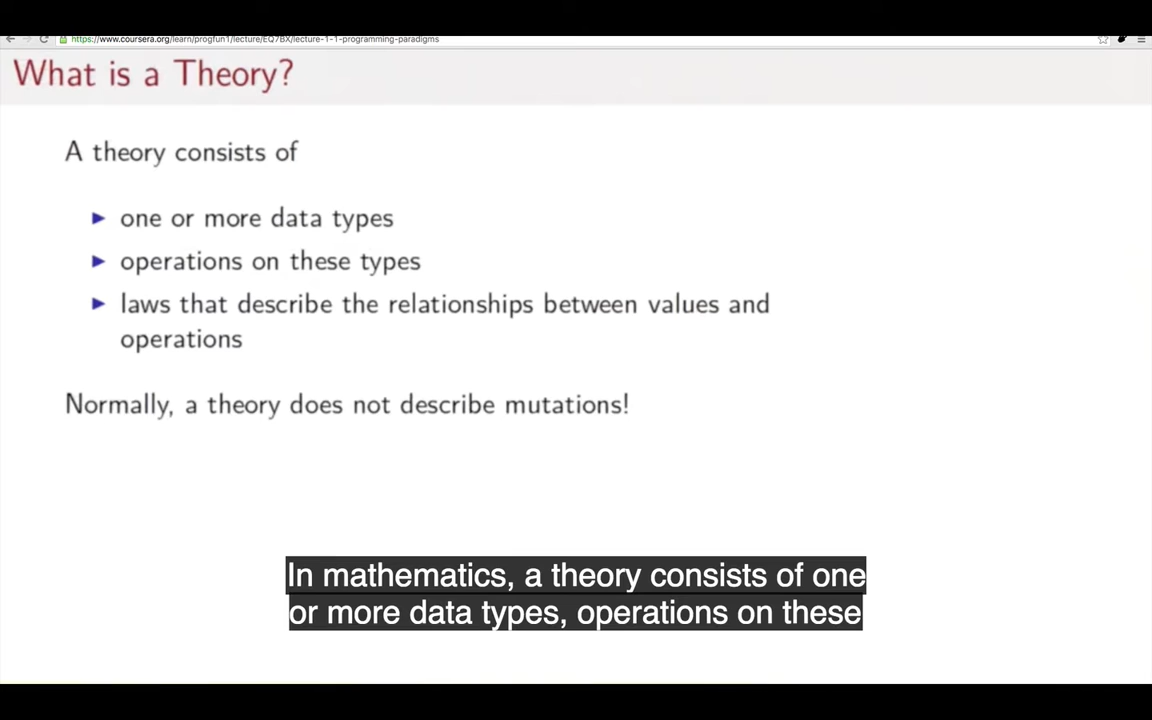 https://www.coursera.org/learn/progfun1/lecture/EQ7BX/lecture-1-1-programming-paradigms
What is a Theory?
A theory consists of
one or more data types
operations on these types
laws that describe the relationships between values and
operations
Normally, a theory does not describe mutations!
In mathematics, a theory consists of one
or more data types, operations on these